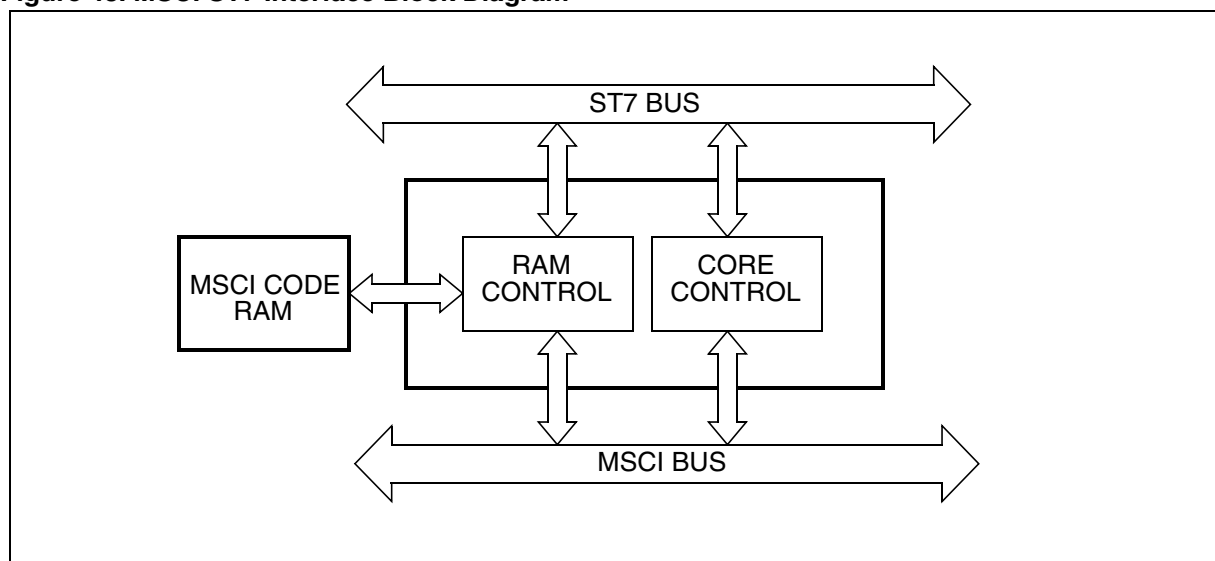 ST7 BUS
MSCI CODE
RAM
RAM
CONTROL
CORE
CONTROL
MSCI BUS